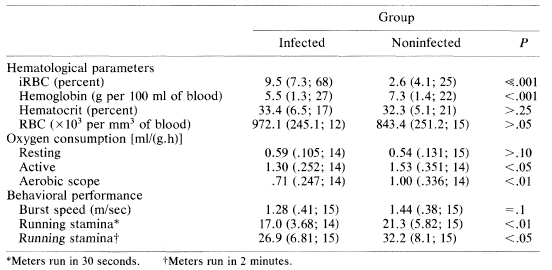 Group
Infected Noninfected P
Hematological parameters
iRBC (percent) 9.5 (7.3; 68) 2.6 (4.1; 25) ≪.001
Hemoglobin (g per 100 ml of blood) 5.5 (1.3; 27) 7.3 (1.4; 22) <.001
Hematocrit (percent) 33.4 (6.5; 17) 32.3 (5.1; 21) >.25
RBC (×10³ per mm³ of blood) 972.1 (245.1; 12) 843.4 (251.2; 15) >.05
Oxygen consumption [ml/(g.h)]
Resting 0.59 (.105; 14) 0.54 (.131; 15) >.10
Active 1.30 (.252; 14) 1.53 (.351; 14) <.05
Aerobic scope .71 (.247; 14) 1.00 (.336; 14) <.01
Behavioral performance
Burst speed (m/sec) 1.28 (.41; 15) 1.44 (.38; 15) =.1
Running stamina* 17.0 (3.68; 14) 21.3 (5.82; 15) <.01
Running stamina† 26.9 (6.81; 15) 32.2 (8.1; 15) <.05
*Meters run in 30 seconds. †Meters run in 2 minutes.